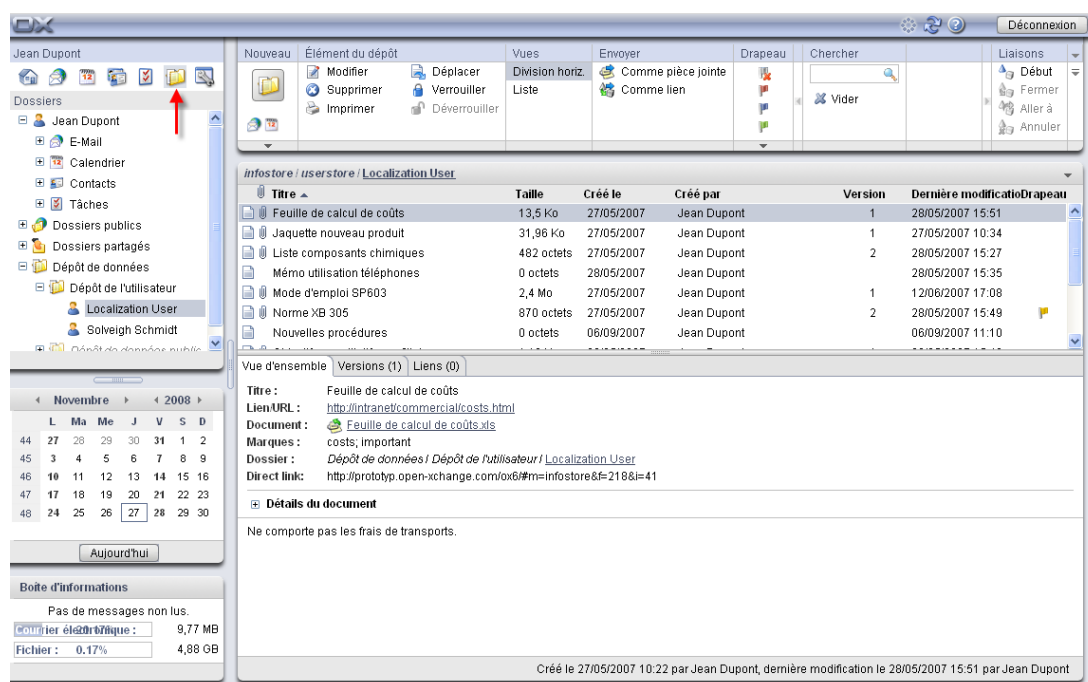 OX
Déconnexion
Jean Dupont
Nouveau
Élément du dépôt
Vues
Envoyer
Drapeau
Chercher
Liaisons
Modifier
Déplacer
Division horiz.
Comme pièce jointe
Début
Supprimer
Verrouiller
Liste
Comme lien
Vider
Fermer
Imprimer
Déverrouiller
Aller à
Annuler
Dossiers
Jean Dupont
E-Mail
Calendrier
Contacts
Tâches
Dossiers publics
Dossiers partagés
Dépôt de données
Dépôt de l'utilisateur
Localization User
Solveigh Schmidt
Dépôt de données public
Novembre 2008
L Ma Me J V S D
44 27 28 29 30 31 1 2
45 3 4 5 6 7 8 9
46 10 11 12 13 14 15 16
47 17 18 19 20 21 22 23
48 24 25 26 27 28 29 30
Aujourd'hui
Boite d'informations
Pas de messages non lus.
Courrier électronique : 9,77 MB
Fichier : 0.17% 4,88 GB
infostore / userstore / Localization User
Titre Taille Créé le Créé par Version Dernière modificatioDrapeau
Feuille de calcul de coûts 13,5 Ko 27/05/2007 Jean Dupont 1 28/05/2007 15:51
Jaquette nouveau produit 31,96 Ko 27/05/2007 Jean Dupont 1 27/05/2007 10:34
Liste composants chimiques 482 octets 27/05/2007 Jean Dupont 2 28/05/2007 15:27
Mémo utilisation téléphones 0 octets 28/05/2007 Jean Dupont 28/05/2007 15:35
Mode d'emploi SP603 2,4 Mo 27/05/2007 Jean Dupont 1 12/06/2007 17:08
Norme XB 305 870 octets 27/05/2007 Jean Dupont 2 28/05/2007 15:49
Nouvelles procédures 0 octets 06/09/2007 Jean Dupont 06/09/2007 11:10
Vue d'ensemble Versions (1) Liens (0)
Titre : Feuille de calcul de coûts
Lien/URL : http://intranet/commercial/costs.html
Document : Feuille de calcul de coûts.xls
Marques : costs; important
Dossier : Dépôt de données / Dépôt de l'utilisateur / Localization User
Direct link: http://prototyp.open-xchange.com/ox6/#m=infostore&f=218&i=41
Détails du document
Ne comporte pas les frais de transports.
Créé le 27/05/2007 10:22 par Jean Dupont, dernière modification le 28/05/2007 15:51 par Jean Dupont